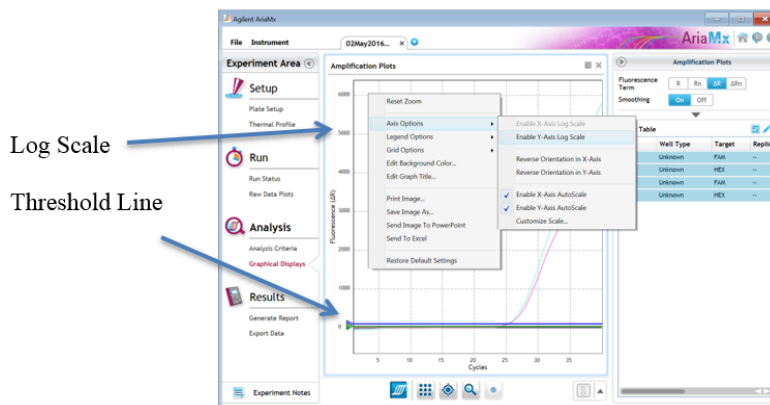 Agilent AriaMx
File Instrument
02May2016...
AriaMx
Experiment Area
Setup
Plate Setup
Thermal Profile
Run
Run Status
Raw Data Plots
Analysis
Analysis Criteria
Graphical Displays
Results
Generate Report
Export Data
Experiment Notes
Log Scale
Threshold Line
Amplification Plots
Fluorescence (ΔR)
6000
5000
4000
3000
2000
1000
0
5 10 15 20 25 30 35
Cycles
Reset Zoom
Axis Options
Legend Options
Grid Options
Edit Background Color...
Edit Graph Title...
Print Image...
Save Image As...
Send Image To PowerPoint
Send To Excel
Restore Default Settings
Enable X-Axis Log Scale
Enable Y-Axis Log Scale
Reverse Orientation in X-Axis
Reverse Orientation in Y-Axis
Enable X-Axis AutoScale
Enable Y-Axis AutoScale
Customize Scale...
Amplification Plots
Fluorescence Term
R Rn ΔR ΔRn
Smoothing
On Off
Table
Well Type Target Replic
Unknown FAM --
Unknown HEX --
Unknown FAM --
Unknown HEX --